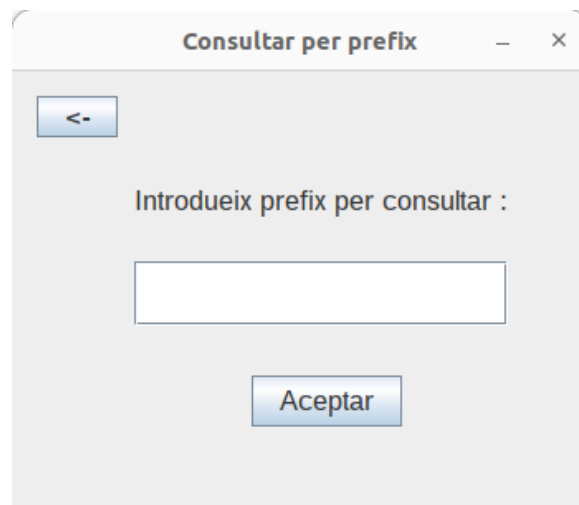 Consultar per prefix
<-
Introdueix prefix per consultar :
Aceptar